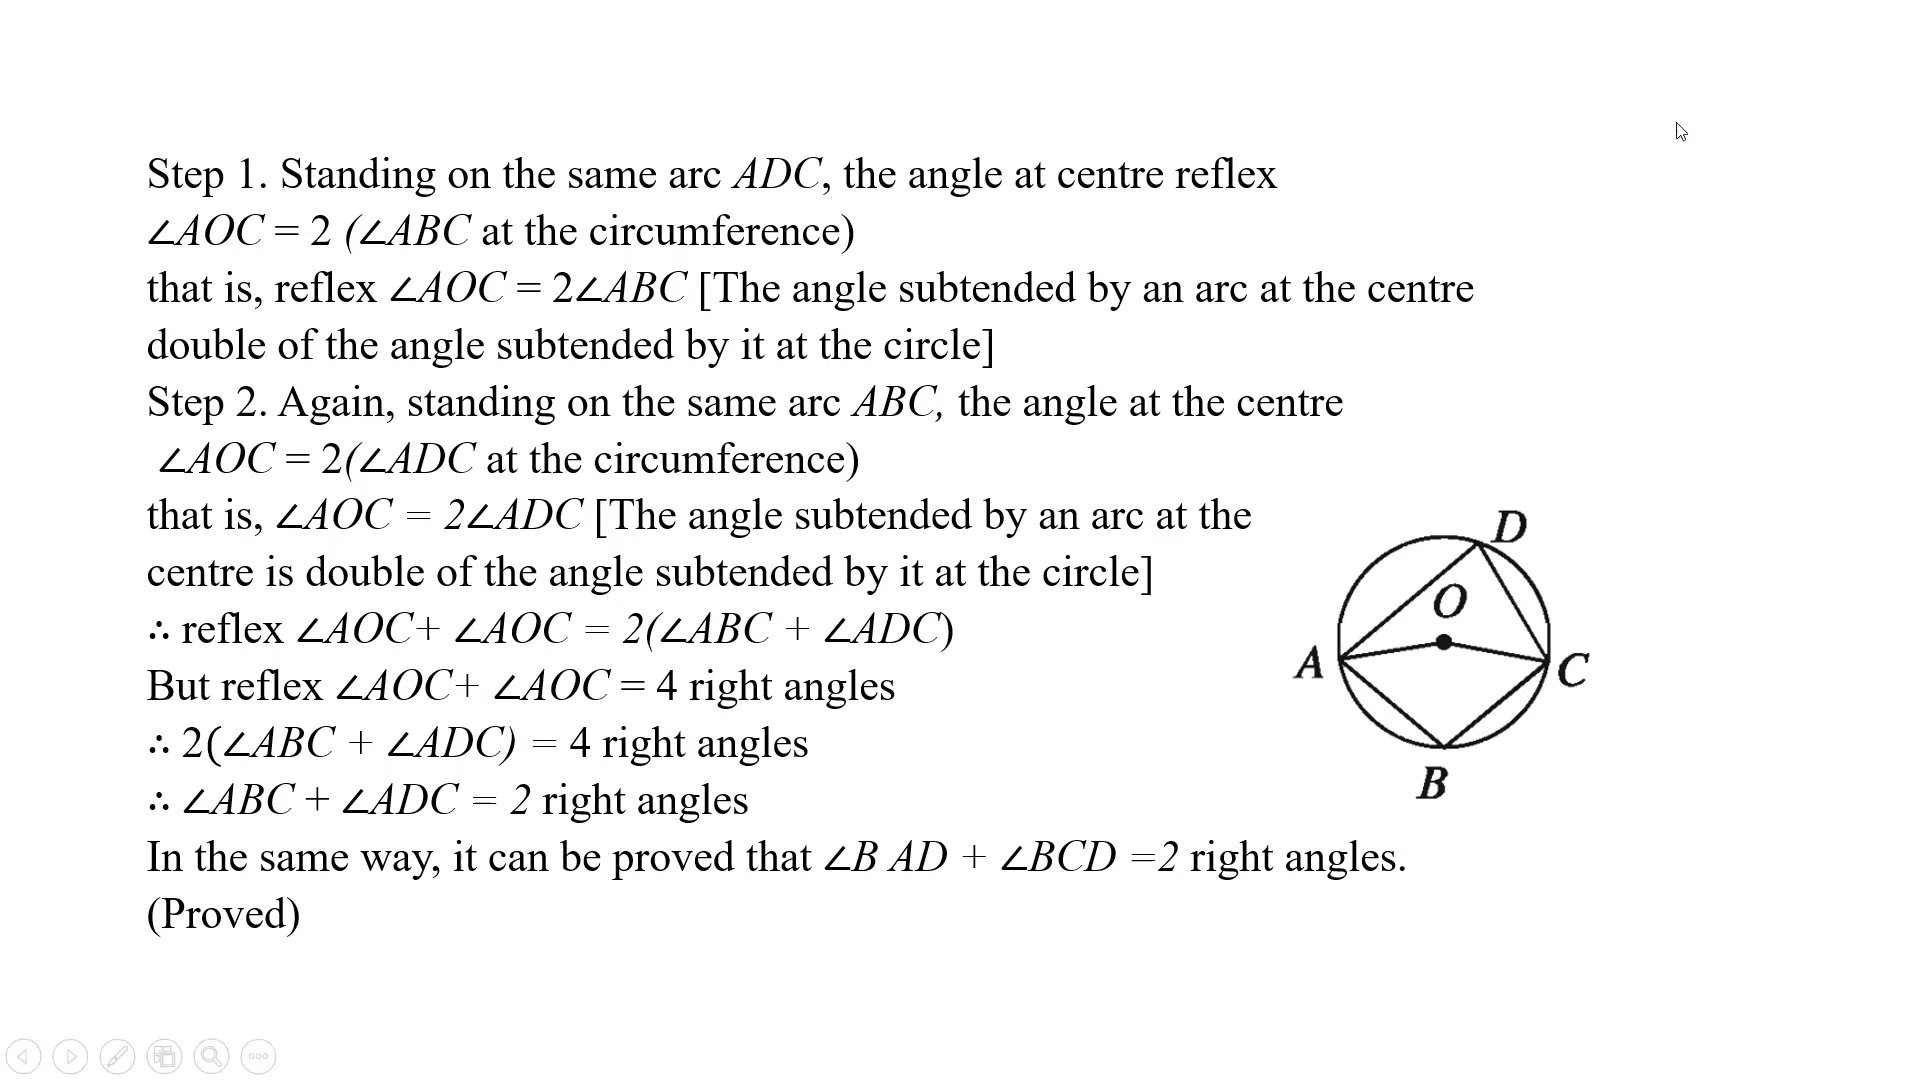 Step 1. Standing on the same arc ADC, the angle at centre reflex
∠AOC = 2 (∠ABC at the circumference)
that is, reflex ∠AOC = 2∠ABC [The angle subtended by an arc at the centre
double of the angle subtended by it at the circle]
Step 2. Again, standing on the same arc ABC, the angle at the centre
∠AOC = 2(∠ADC at the circumference)
that is, ∠AOC = 2∠ADC [The angle subtended by an arc at the
centre is double of the angle subtended by it at the circle]
∴ reflex ∠AOC+ ∠AOC = 2(∠ABC + ∠ADC)
But reflex ∠AOC+ ∠AOC = 4 right angles
∴ 2(∠ABC + ∠ADC) = 4 right angles
∴ ∠ABC + ∠ADC = 2 right angles
In the same way, it can be proved that ∠B AD + ∠BCD =2 right angles.
(Proved)
D
O
A
C
B